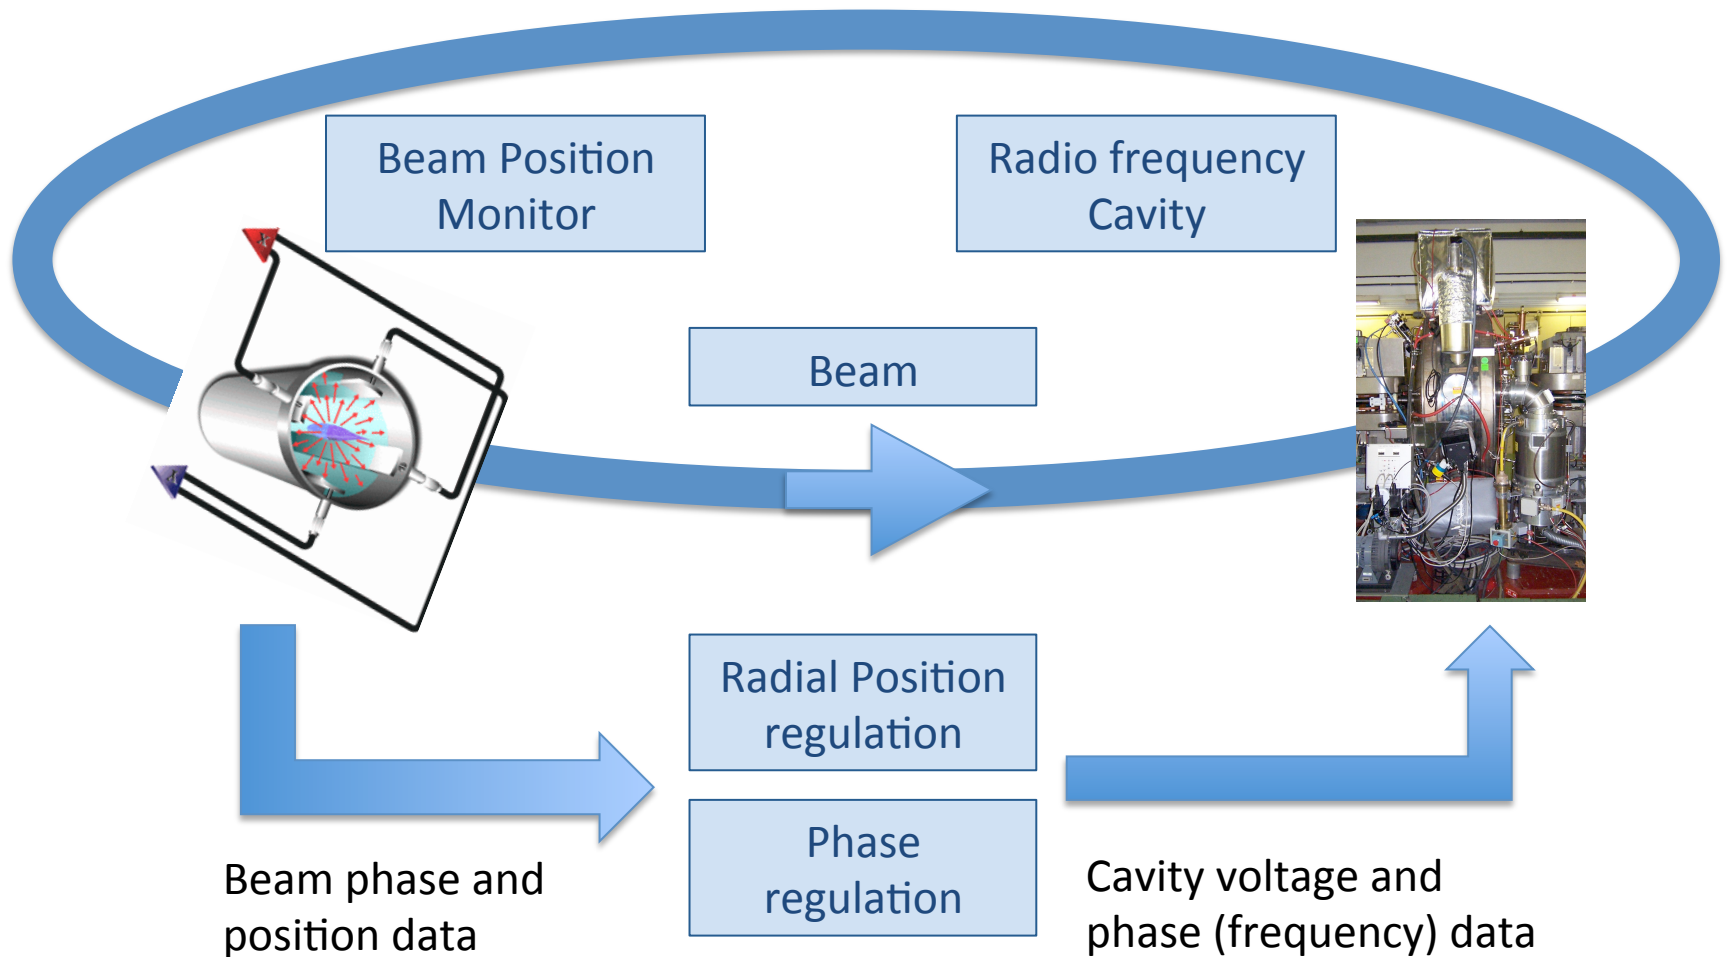 Beam Position
Monitor
Radio frequency
Cavity
Beam
Radial Position
regulation
Phase
regulation
Beam phase and
position data
Cavity voltage and
phase (frequency) data